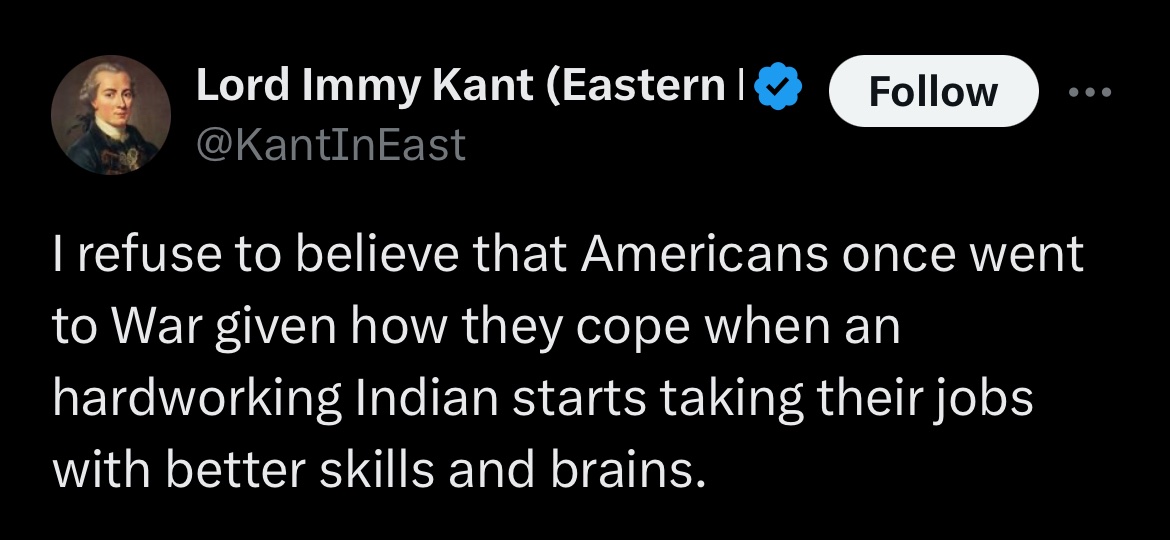 Lord Immy Kant (Eastern
Follow
@KantInEast
I refuse to believe that Americans once went
to War given how they cope when an
hardworking Indian starts taking their jobs
with better skills and brains.